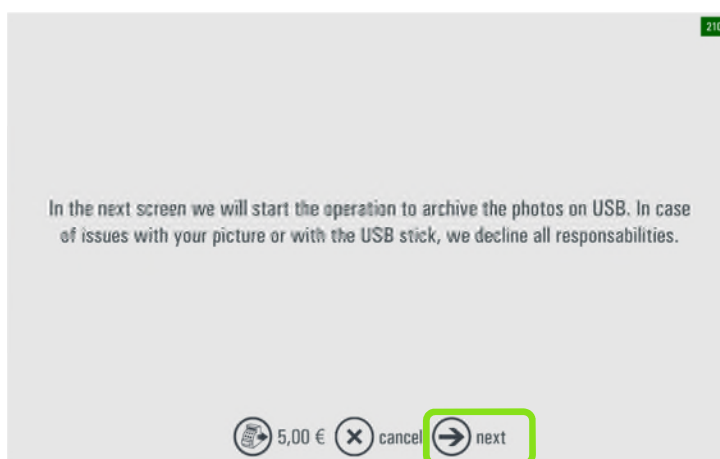 210
In the next screen we will start the operation to archive the photos on USB. In case
of issues with your picture or with the USB stick, we decline all responsabilities.
5,00 € cancel next